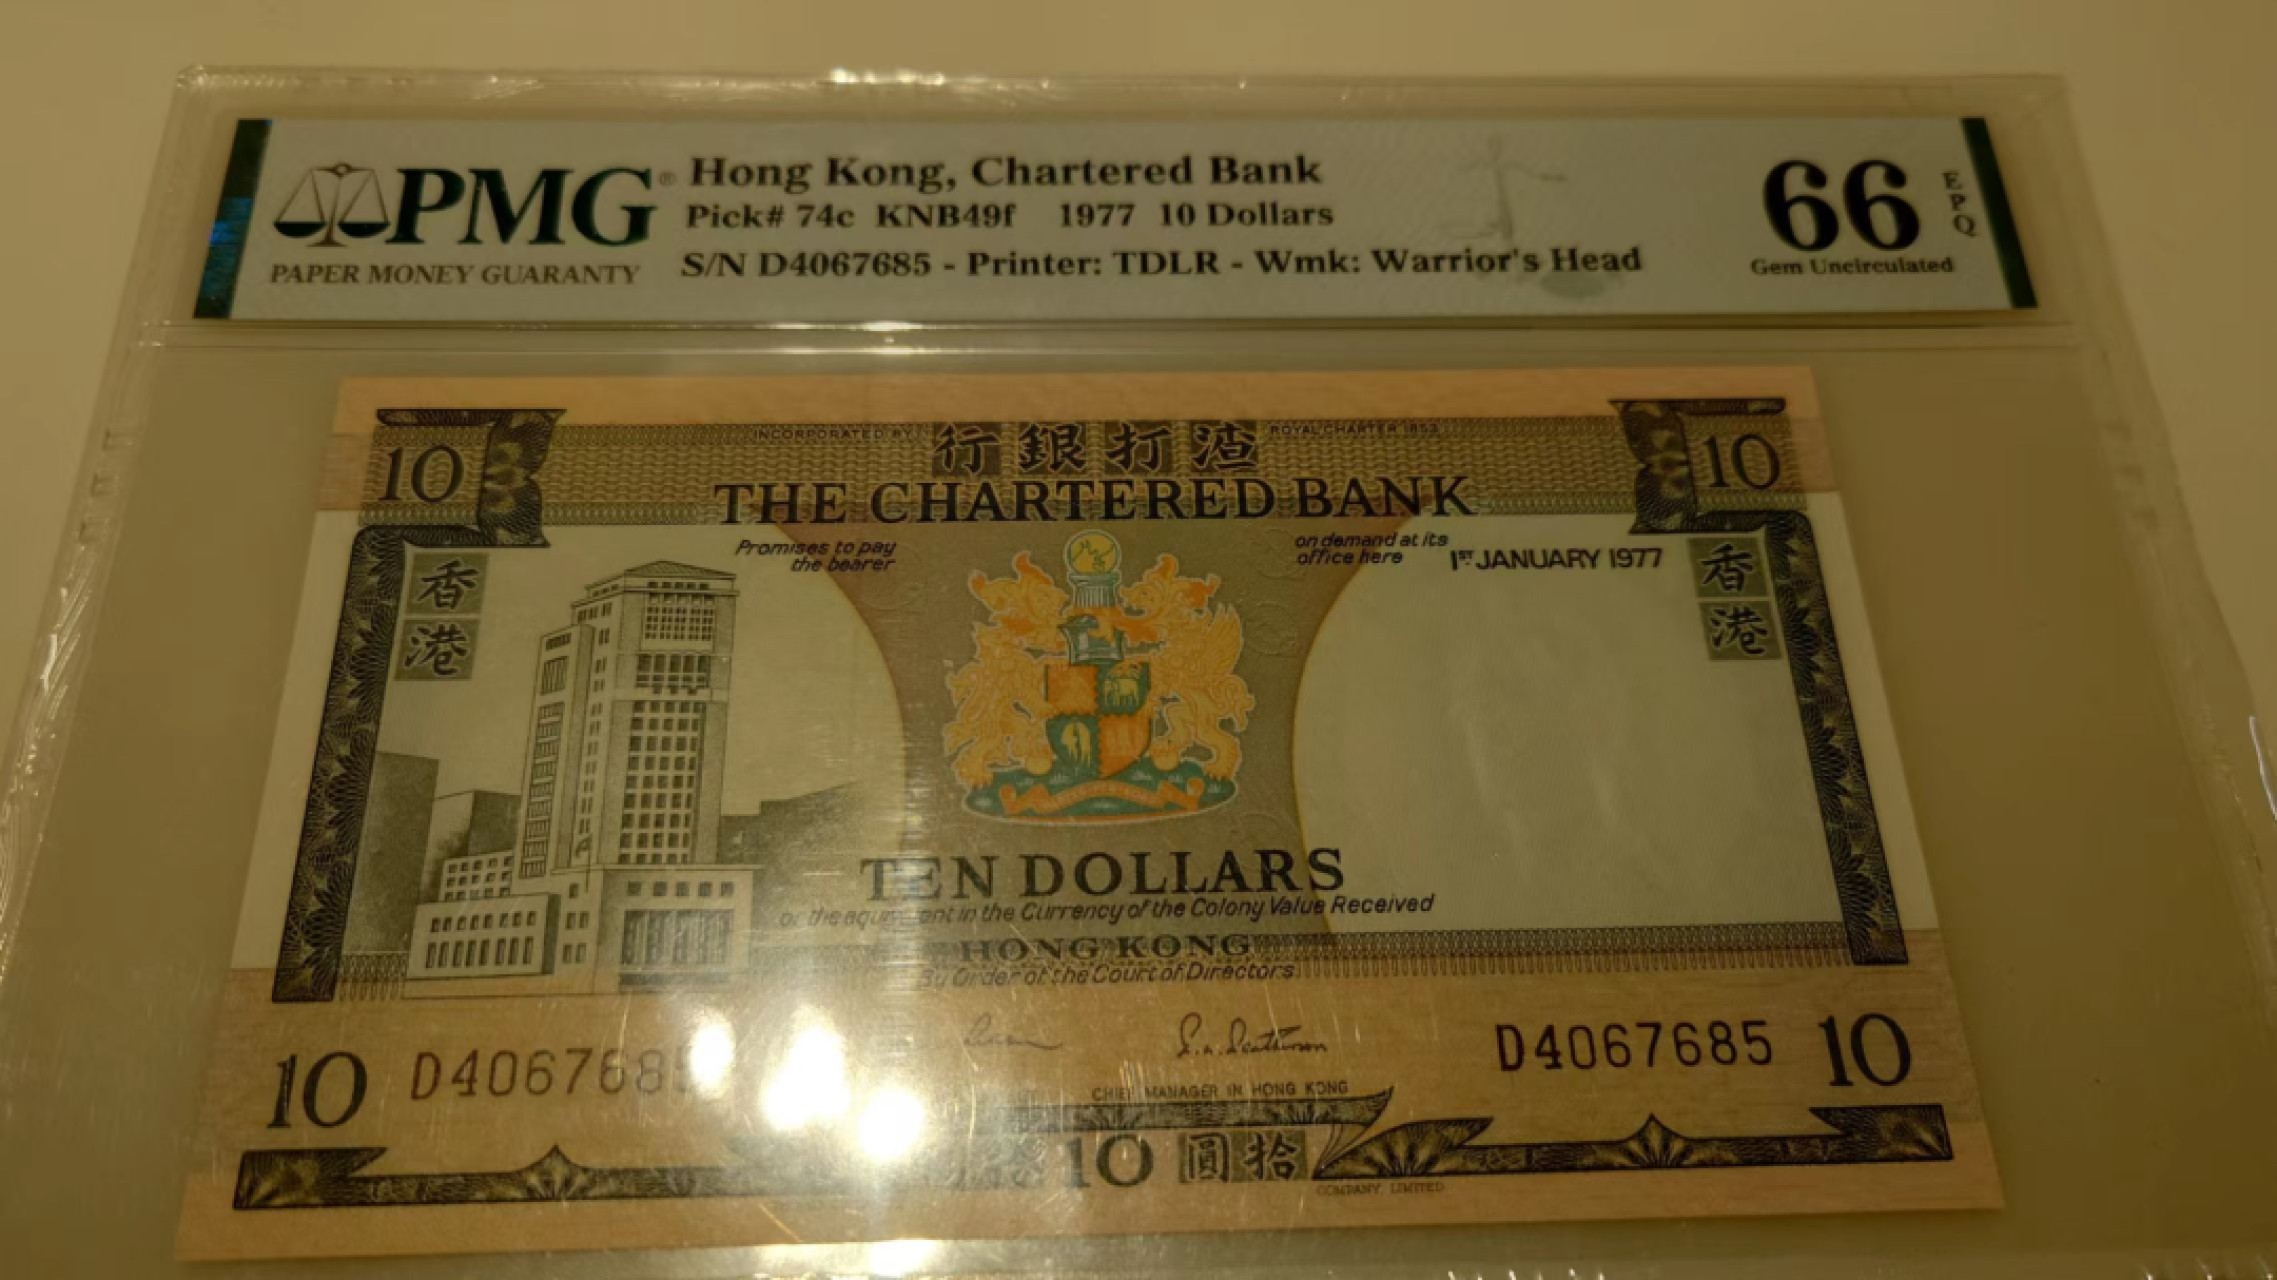 PMG®
PAPER MONEY GUARANTY
Hong Kong, Chartered Bank
Pick# 74c KNB49f 1977 10 Dollars
S/N D4067685 - Printer: TDLR - Wmk: Warrior's Head
66 EPQ
Gem Uncirculated
10
INCORPORATED BY
行銀打渣
ROYAL CHARTER 1853
10
THE CHARTERED BANK
Promises to pay
the bearer
on demand at its
office here
1ST JANUARY 1977
香港
香港
TEN DOLLARS
or the equivalent in the Currency of the Colony Value Received
HONG KONG
By Order of the Court of Directors
10
D4067685
D4067685
10
CHIEF MANAGER IN HONG KONG
10
圓拾
COMPANY, LIMITED